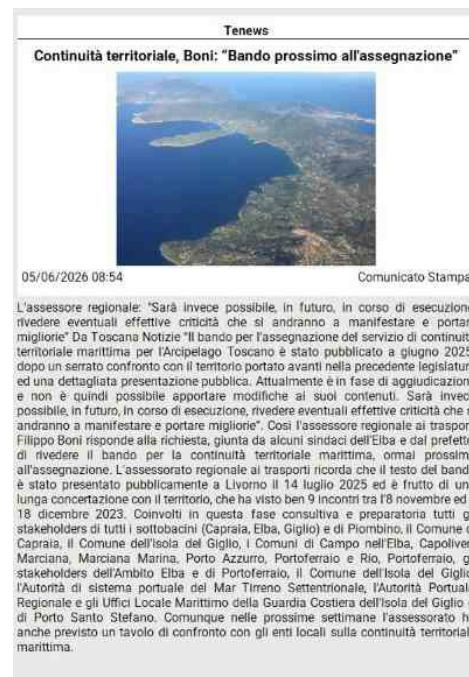 Tenews
Continuità territoriale, Boni: "Bando prossimo all'assegnazione"
05/06/2026 08:54
Comunicato Stampa
L'assessore regionale: "Sarà invece possibile, in futuro, in corso di esecuzione
rivedere eventuali effettive criticità che si andranno a manifestare e portar
migliorie" Da Toscana Notizie "Il bando per l'assegnazione del servizio di continuit
territoriale marittima per l'Arcipelago Toscano è stato pubblicato a giugno 2025
dopo un serrato confronto con il territorio portato avanti nella precedente legislatur
ed una dettagliata presentazione pubblica. Attualmente è in fase di aggiudicazion
e non è quindi possibile apportare modifiche ai suoi contenuti. Sarà invec
possibile, in futuro, in corso di esecuzione, rivedere eventuali effettive criticità che s
andranno a manifestare e portare migliorie". Così l'assessore regionale ai trasport
Filippo Boni risponde alla richiesta, giunta da alcuni sindaci dell'Elba e dal prefetto
di rivedere il bando per la continuità territoriale marittima, ormai prossim
all'assegnazione. L'assessorato regionale ai trasporti ricorda che il testo del band
è stato presentato pubblicamente a Livorno il 14 luglio 2025 ed è frutto di un
lunga concertazione con il territorio, che ha visto ben 9 incontri tra l'8 novembre ed
18 dicembre 2023. Coinvolti in questa fase consultiva e preparatoria tutti g
stakeholders di tutti i sottobacini (Capraia, Elba, Giglio) e di Piombino, il Comune d
Capraia, il Comune dell'Isola del Giglio, i Comuni di Campo nell'Elba, Capoliver
Marciana, Marciana Marina, Porto Azzurro, Portoferraio e Rio, Portoferraio, g
stakeholders dell'Ambito Elba e di Portoferraio, il Comune dell'Isola del Giglio
l'Autorità di sistema portuale del Mar Tirreno Settentrionale, l'Autorità Portual
Regionale e gli Uffici Locale Marittimo della Guardia Costiera dell'Isola del Giglio
di Porto Santo Stefano. Comunque nelle prossime settimane l'assessorato h
anche previsto un tavolo di confronto con gli enti locali sulla continuità territorial
marittima.